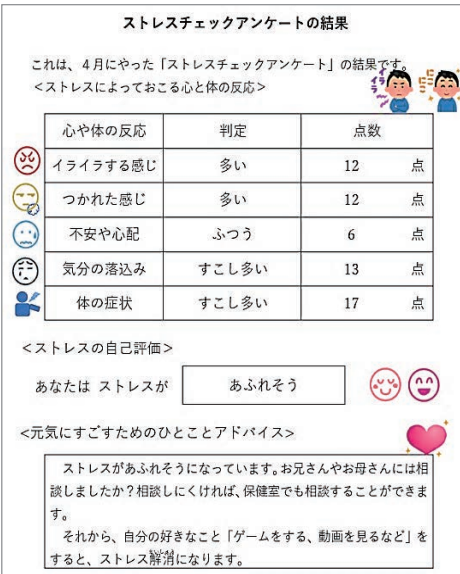 ストレスチェックアンケートの結果
これは、4月にやった「ストレスチェックアンケート」の結果です。
＜ストレスによっておこる心と体の反応＞
イライラ
ニコニコ
心や体の反応 判定 点数
イライラする感じ 多い 12 点
つかれた感じ 多い 12 点
不安や心配 ふつう 6 点
気分の落込み すこし多い 13 点
体の症状 すこし多い 17 点
＜ストレスの自己評価＞
あなたは ストレスが あふれそう
＜元気にすごすためのひとことアドバイス＞
ストレスがあふれそうになっています。お兄さんやお母さんには相
談しましたか？相談しにくければ、保健室でも相談することができま
す。
それから、自分の好きなこと「ゲームをする、動画を見るなど」を
すると、ストレス解消になります。